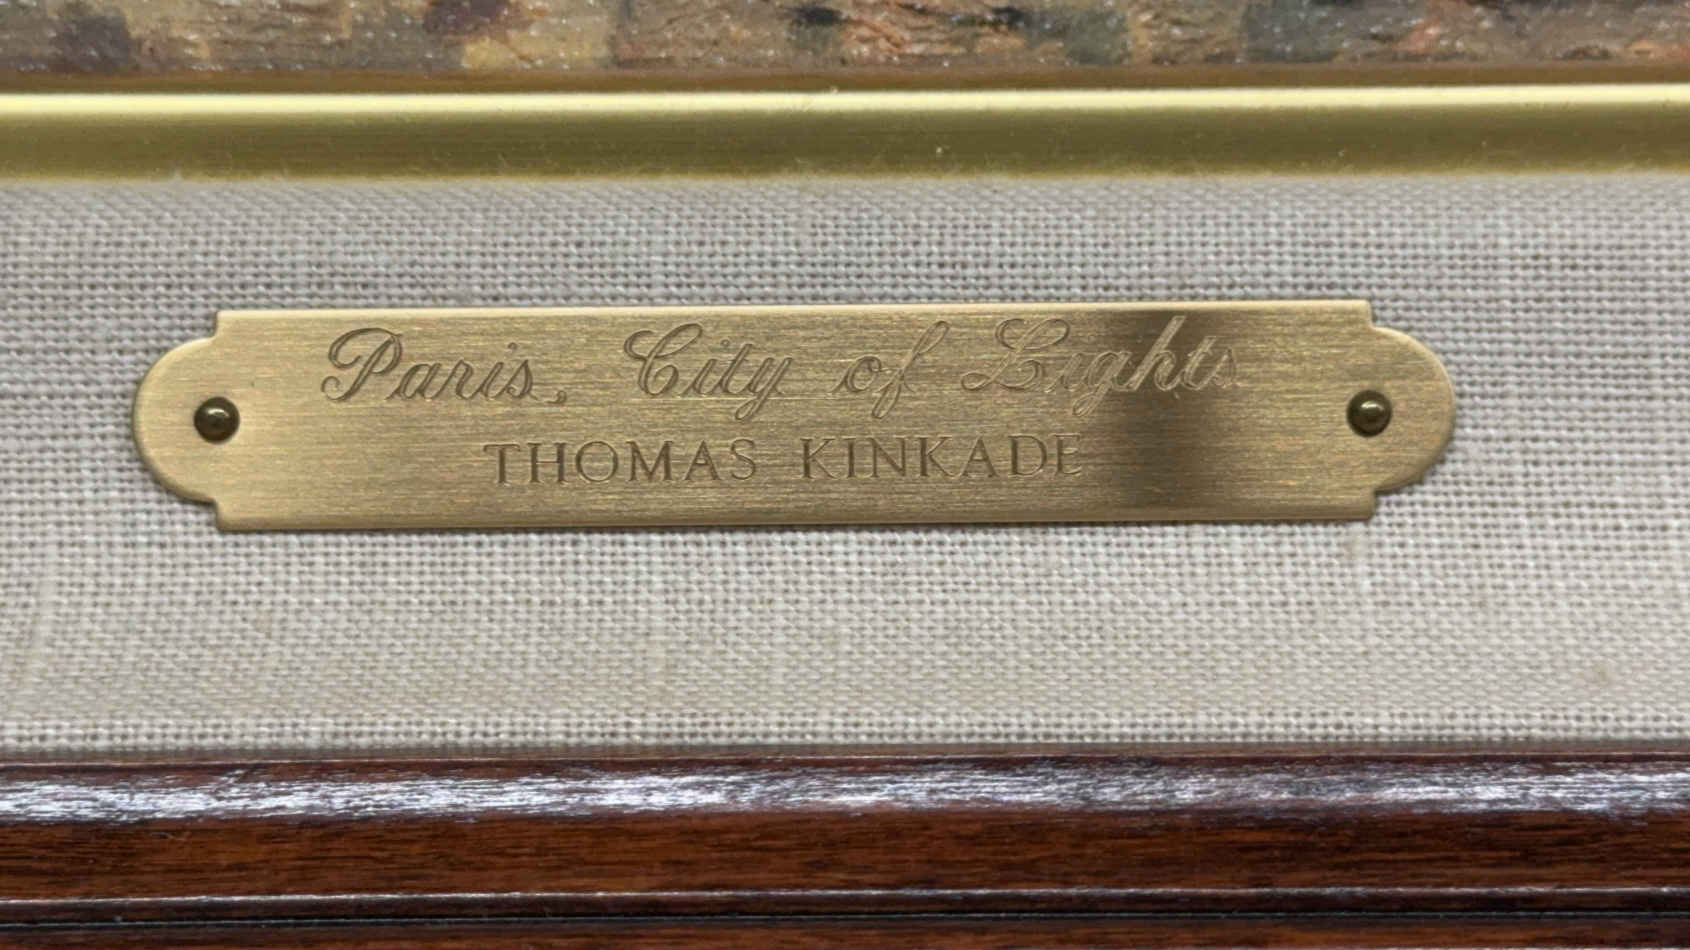 Paris, City of Lights
THOMAS KINKADE